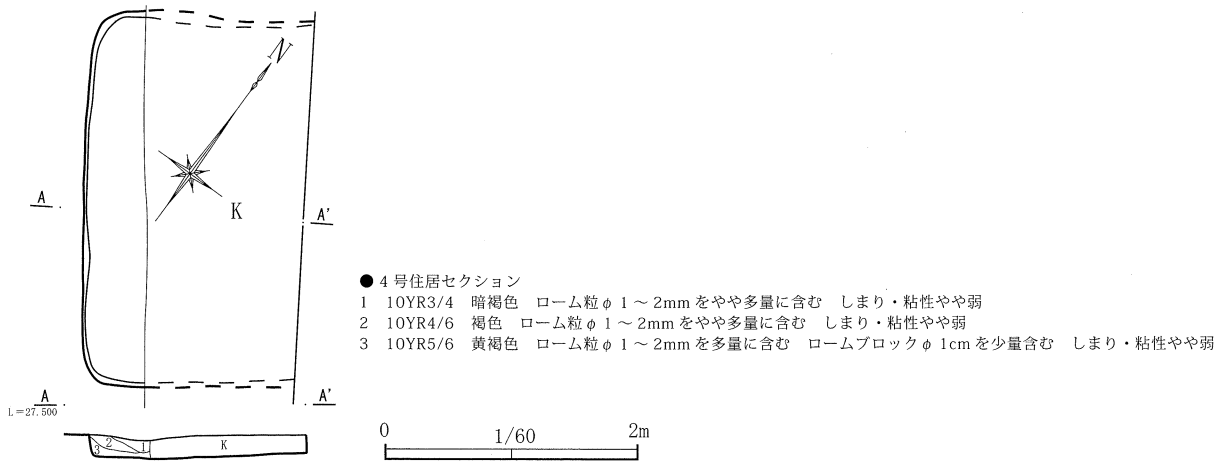 N
K
A
A'
●4号住居セクション
1 10YR3/4 暗褐色 ローム粒φ1～2mmをやや多量に含む しまり・粘性やや弱
2 10YR4/6 褐色 ローム粒φ1～2mmをやや多量に含む しまり・粘性やや弱
3 10YR5/6 黄褐色 ローム粒φ1～2mmを多量に含む ロームブロックφ1cmを少量含む しまり・粘性やや弱
A
A'
L=27.500
3 2 1 K
0 1/60 2m